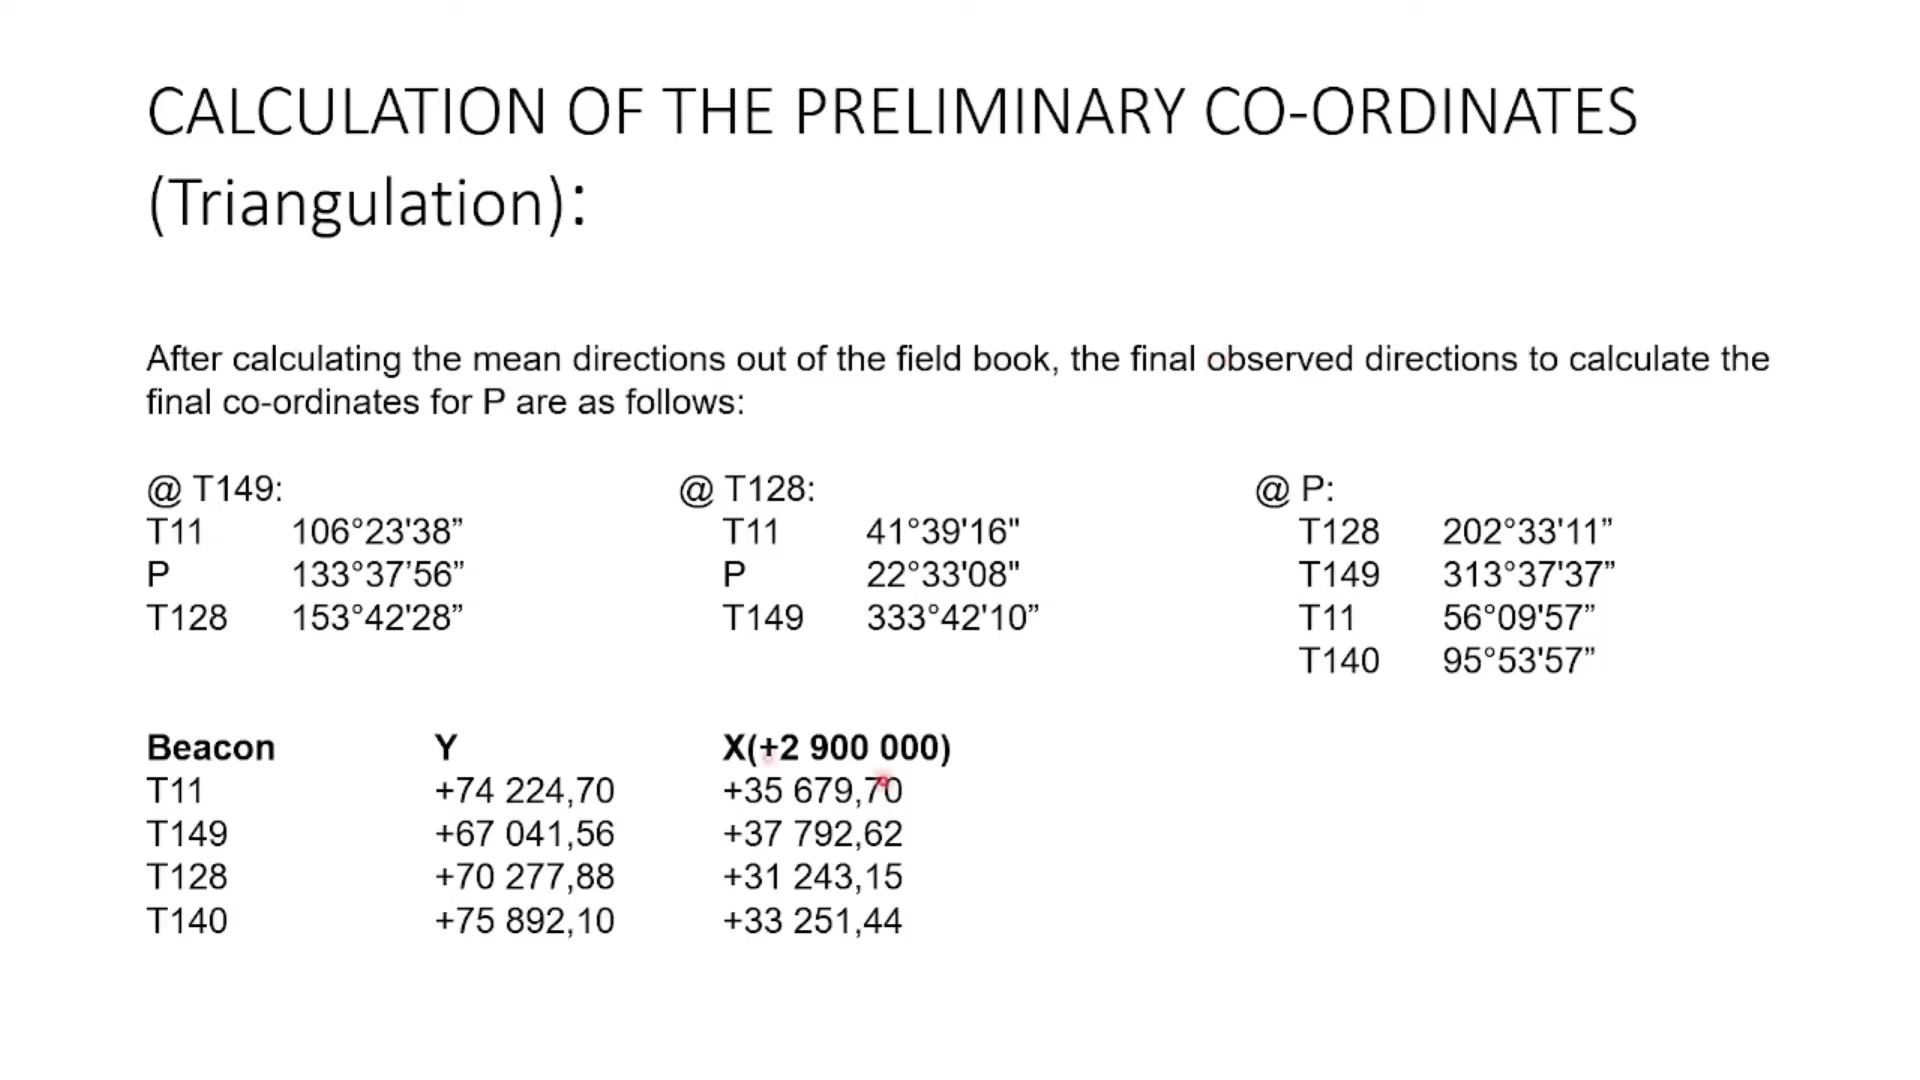 CALCULATION OF THE PRELIMINARY CO-ORDINATES
(Triangulation):
After calculating the mean directions out of the field book, the final observed directions to calculate the
final co-ordinates for P are as follows:
@ T149: @ T128: @ P:
T11 106°23'38” T11 41°39'16" T128 202°33'11”
P 133°37’56” P 22°33'08" T149 313°37'37”
T128 153°42'28” T149 333°42'10” T11 56°09'57”
T140 95°53'57”
Beacon Y X(+2 900 000)
T11 +74 224,70 +35 679,70
T149 +67 041,56 +37 792,62
T128 +70 277,88 +31 243,15
T140 +75 892,10 +33 251,44